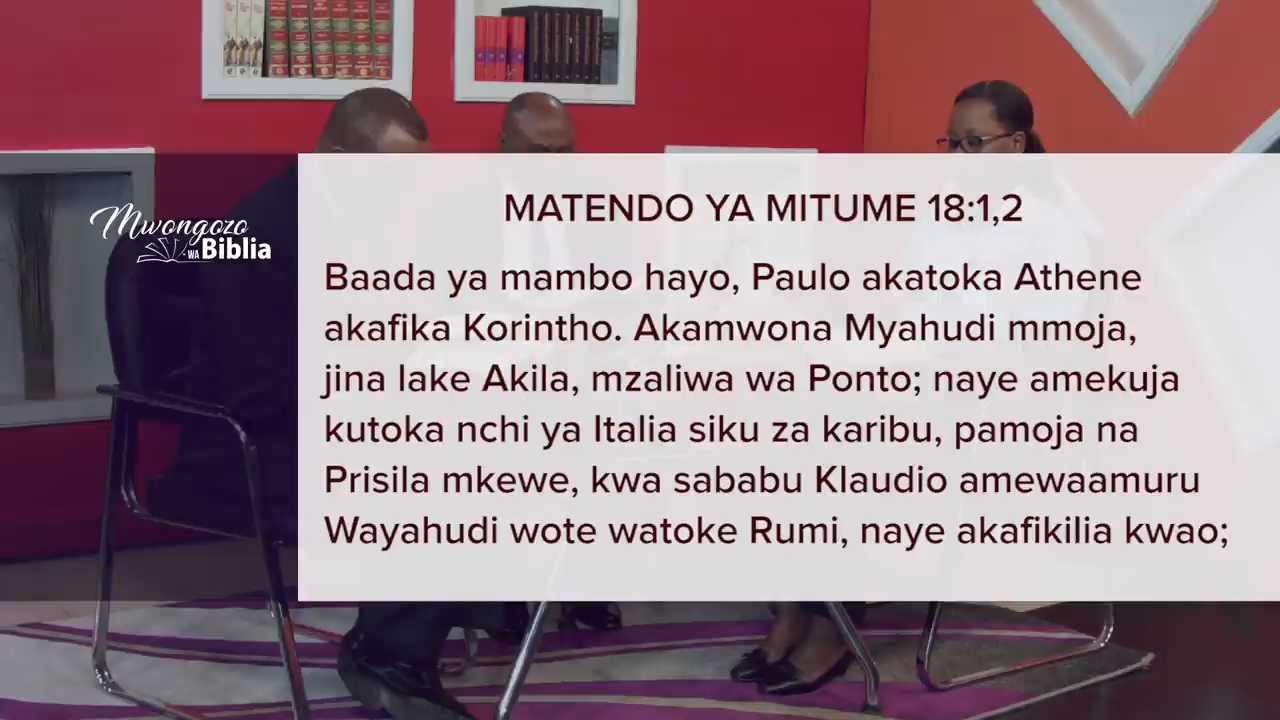 Mwongozo
WA Biblia
MATENDO YA MITUME 18:1,2
Baada ya mambo hayo, Paulo akatoka Athene
akafika Korintho. Akamwona Myahudi mmoja,
jina lake Akila, mzaliwa wa Ponto; naye amekuja
kutoka nchi ya Italia siku za karibu, pamoja na
Prisila mkewe, kwa sababu Klaudio amewaamuru
Wayahudi wote watoke Rumi, naye akafikilia kwao;